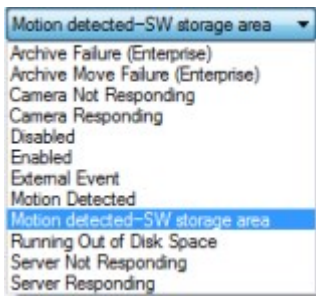 Motion detected-SW storage area
Archive Failure (Enterprise)
Archive Move Failure (Enterprise)
Camera Not Responding
Camera Responding
Disabled
Enabled
External Event
Motion Detected
Motion detected-SW storage area
Running Out of Disk Space
Server Not Responding
Server Responding